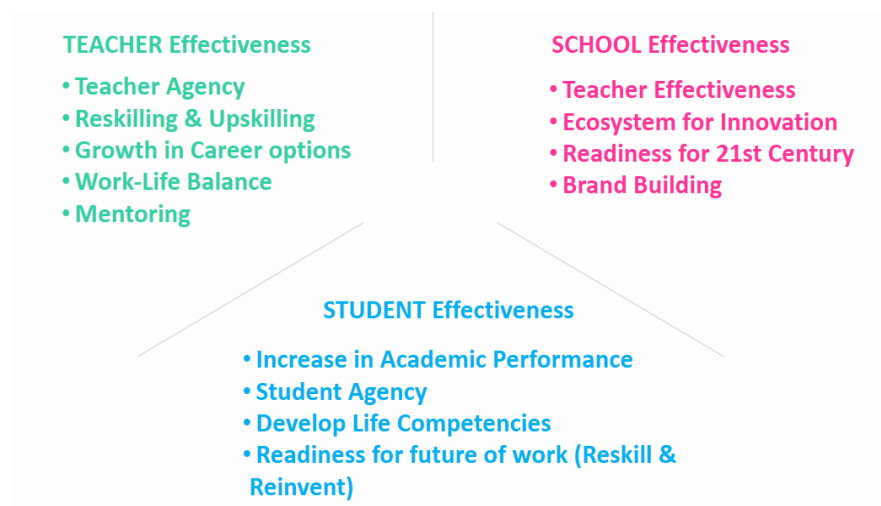 TEACHER Effectiveness
• Teacher Agency
• Reskilling & Upskilling
• Growth in Career options
• Work-Life Balance
• Mentoring
SCHOOL Effectiveness
• Teacher Effectiveness
• Ecosystem for Innovation
• Readiness for 21st Century
• Brand Building
STUDENT Effectiveness
• Increase in Academic Performance
• Student Agency
• Develop Life Competencies
• Readiness for future of work (Reskill &
Reinvent)